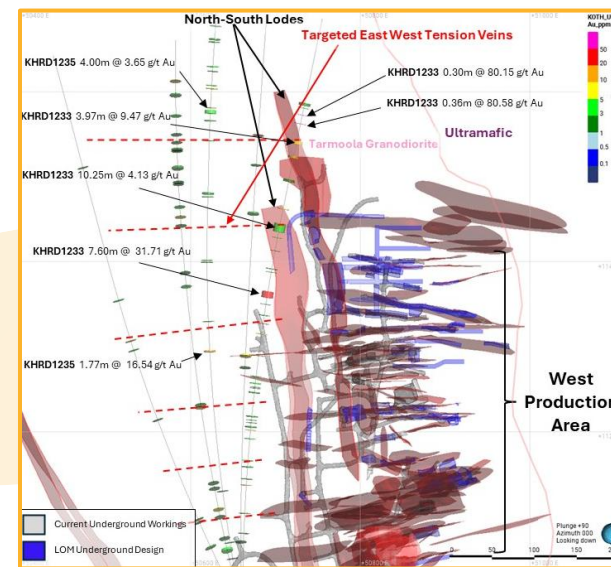 North-South Lodes
Targeted East West Tension Veins
KHRD1235 4.00m @ 3.65 g/t Au
KHRD1233 0.30m @ 80.15 g/t Au
KHRD1233 0.36m @ 80.58 g/t Au
KHRD1233 3.97m @ 9.47 g/t Au
Ultramafic
Tarmoola Granodiorite
KHRD1233 10.25m @ 4.13 g/t Au
KHRD1233 7.60m @ 31.71 g/t Au
KHRD1235 1.77m @ 16.54 g/t Au
West
Production
Area
Au_ppm
50
20
10
5
3
1
0.5
0.1
Current Underground Workings
LOM Underground Design
Plunge +90
Azimuth 000
Looking down
0 50 100 150